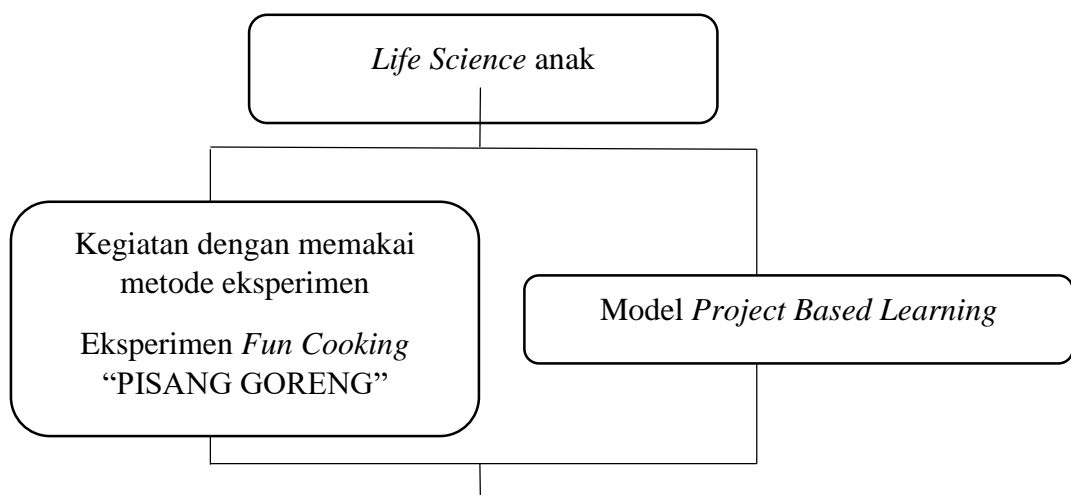 Life Science anak
Kegiatan dengan memakai
metode eksperimen
Eksperimen Fun Cooking
“PISANG GORENG”
Model Project Based Learning